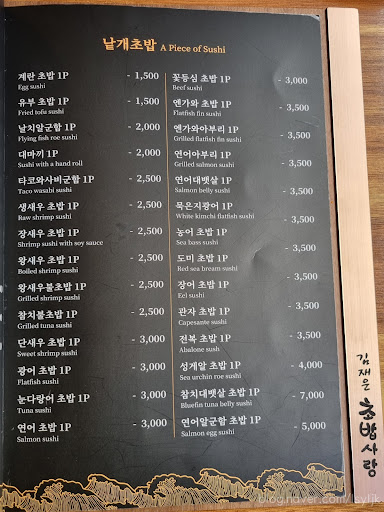 낱개초밥 A Piece of Sushi
계란 초밥 1P - 1,500
Egg sushi
유부 초밥 1P - 1,500
Fried tofu sushi
날치알군함 1P - 2,000
Flying fish roe sushi
대마끼 1P - 2,000
Sushi with a hand roll
타코와사비군함 1P - 2,500
Taco wasabi sushi
생새우 초밥 1P - 2,500
Raw shrimp sushi
장새우 초밥 1P - 2,500
Shrimp sushi with soy sauce
왕새우 초밥 1P - 2,500
Boiled shrimp sushi
왕새우불초밥 1P - 2,500
Grilled shrimp sushi
참치불초밥 1P - 2,500
Grilled tuna sushi
단새우 초밥 1P - 3,000
Sweet shrimp sushi
광어 초밥 1P - 3,000
Flatfish sushi
눈다랑어 초밥 1P - 3,000
Tuna sushi
연어 초밥 1P - 3,000
Salmon sushi
꽃등심 초밥 1P - 3,000
Beef sushi
엔가와 초밥 1P - 3,500
Flatfish fin sushi
엔가와아부리 1P - 3,500
Grilled flatfish fin sushi
연어아부리 1P - 3,500
Grilled salmon sushi
연어대뱃살 1P - 3,500
Salmon belly sushi
묵은지광어 1P - 3,500
White kimchi flatfish sushi
농어 초밥 1P - 3,500
Sea bass sushi
도미 초밥 1P - 3,500
Red sea bream sushi
장어 초밥 1P - 3,500
Eel sushi
관자 초밥 1P - 3,500
Capesante sushi
전복 초밥 1P - 3,500
Abalone sushi
성게알 초밥 1P - 4,000
Sea urchin roe sushi
참치대뱃살 초밥 1P - 7,000
Bluefin tuna belly sushi
연어알군함 초밥 1P - 5,000
Salmon egg sushi
김재은 초밥사랑